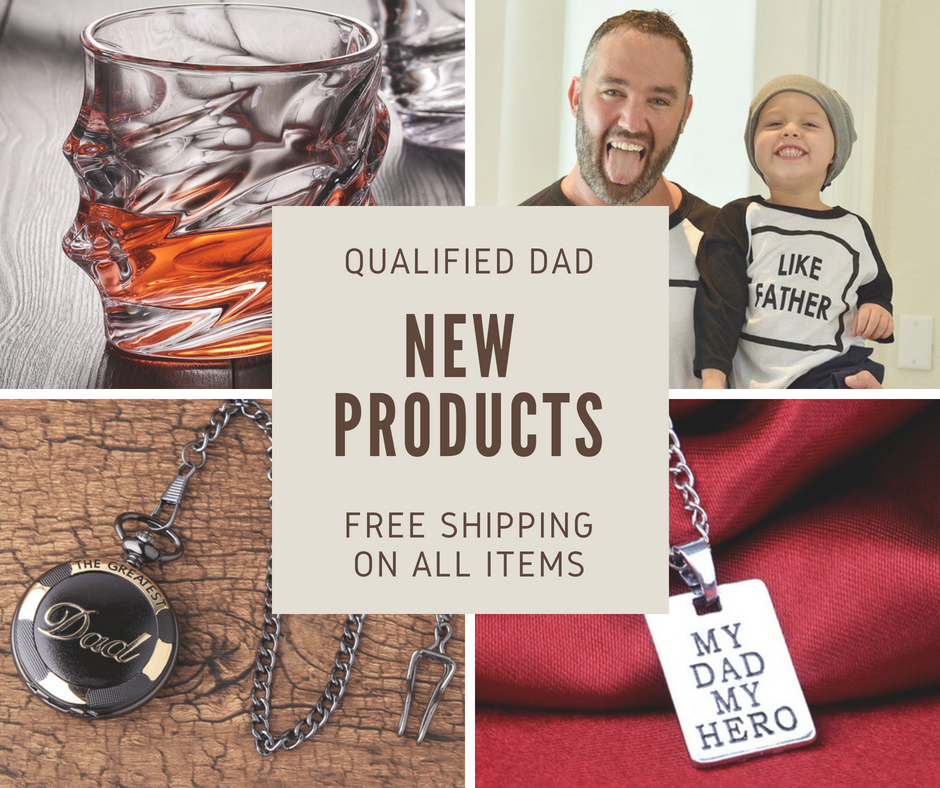 QUALIFIED DAD
NEW
PRODUCTS
FREE SHIPPING
ON ALL ITEMS
LIKE
FATHER
THE GREATEST
Dad
MY
DAD
MY
HERO